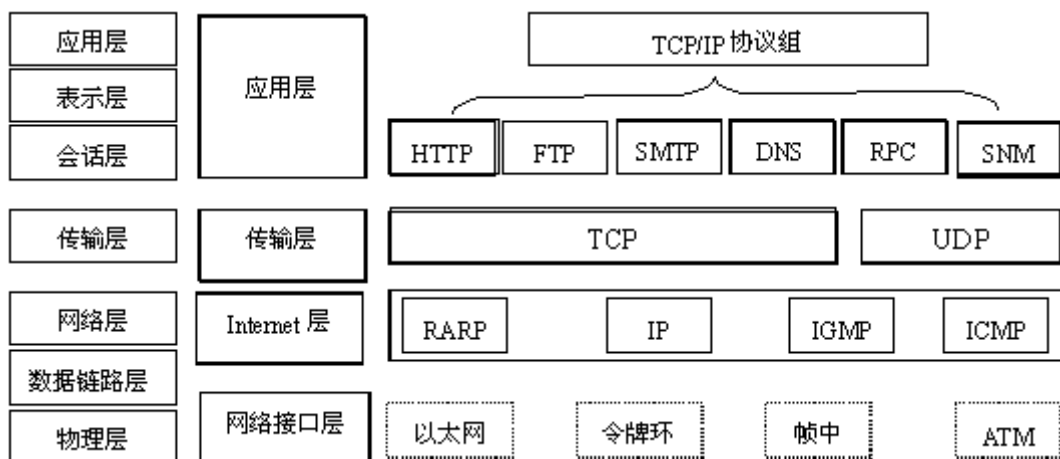 应用层
表示层
会话层
传输层
网络层
数据链路层
物理层
应用层
传输层
Internet 层
网络接口层
TCP/IP 协议组
HTTP FTP SMTP DNS RPC SNM
TCP UDP
RARP IP IGMP ICMP
以太网 令牌环 帧中 ATM